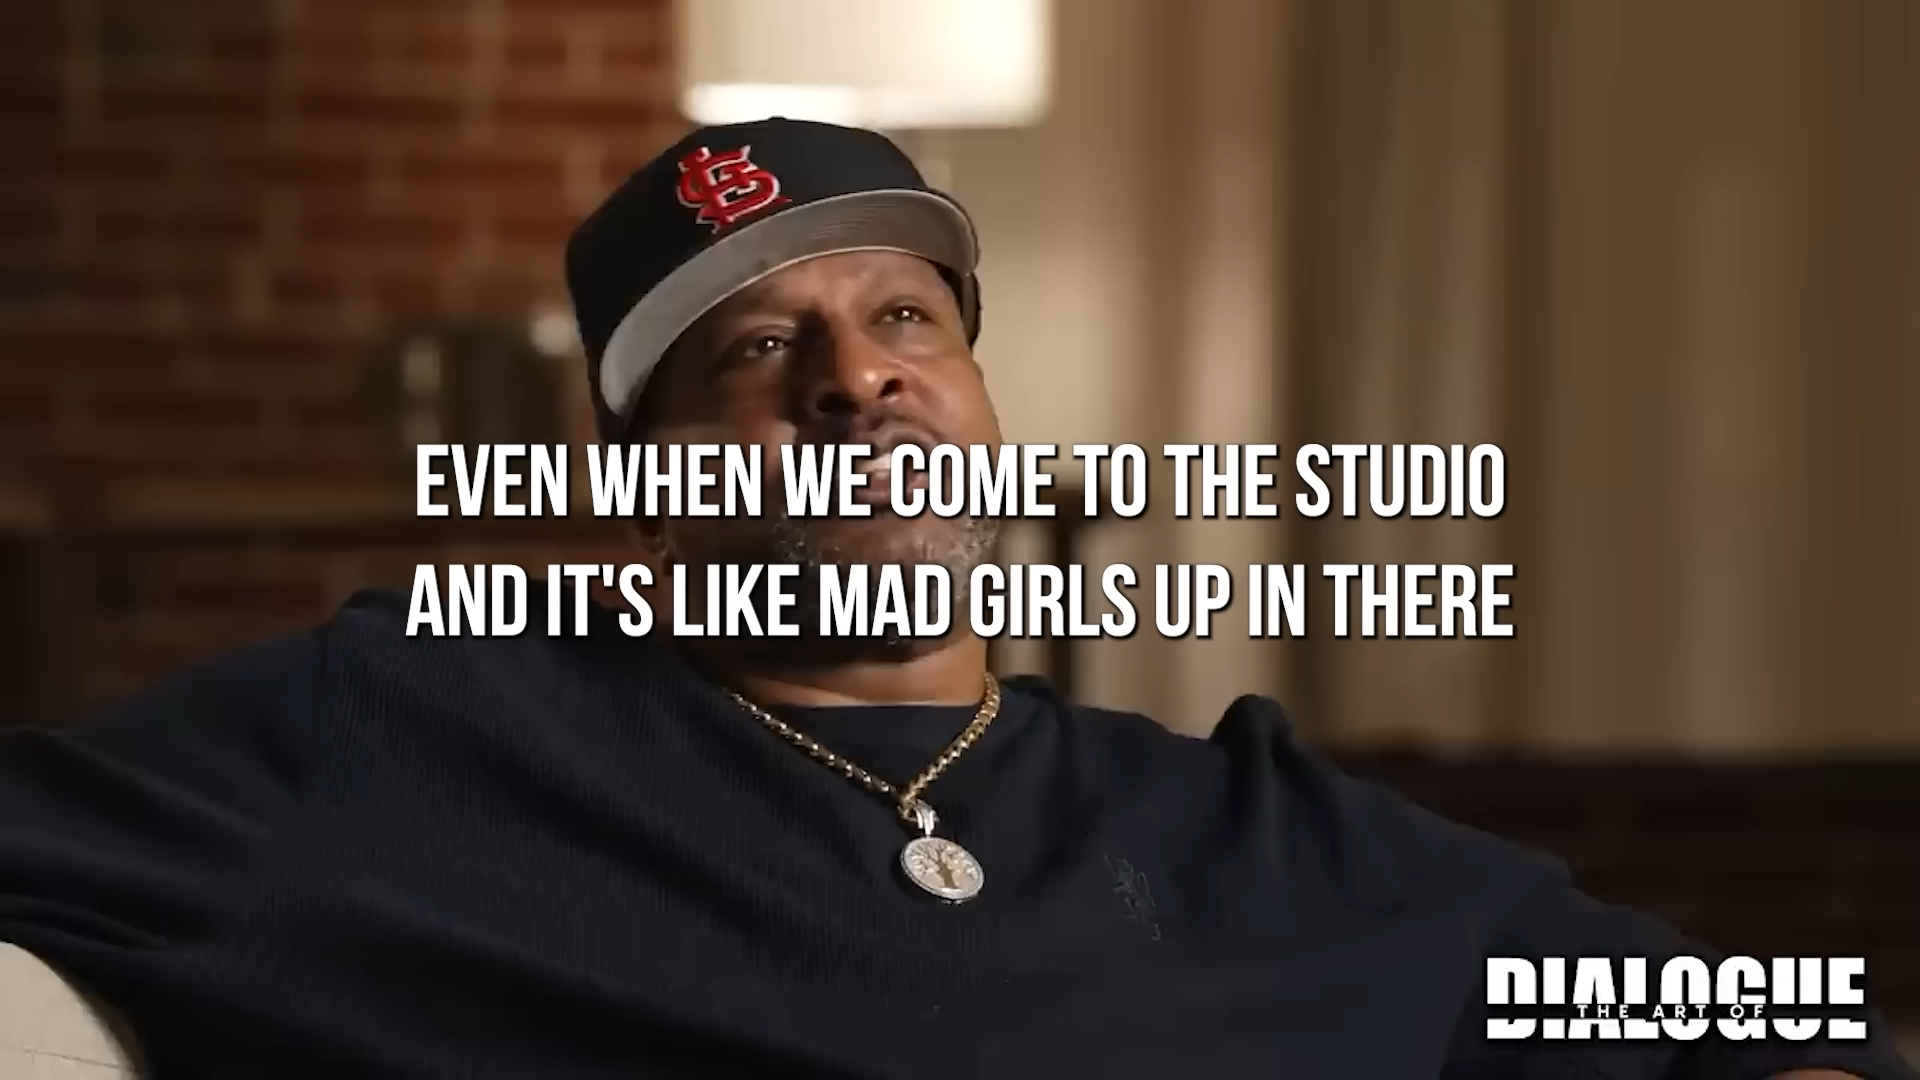 STL
EVEN WHEN WE COME TO THE STUDIO
AND IT'S LIKE MAD GIRLS UP IN THERE
DIALOGUE
THE ART OF